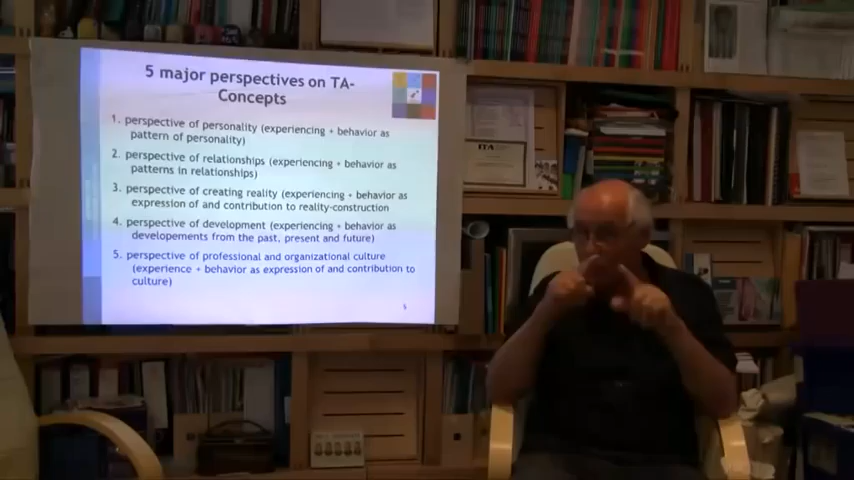 5 major perspectives on TA-
Concepts
1. perspective of personality (experiencing + behavior as
pattern of personality)
2. perspective of relationships (experiencing + behavior as
patterns in relationships)
3. perspective of creating reality (experiencing + behavior as
expression of and contribution to reality-construction
4. perspective of development (experiencing + behavior as
developements from the past, present and future)
5. perspective of professional and organizational culture
(experience + behavior as expression of and contribution to
culture)
ITAA